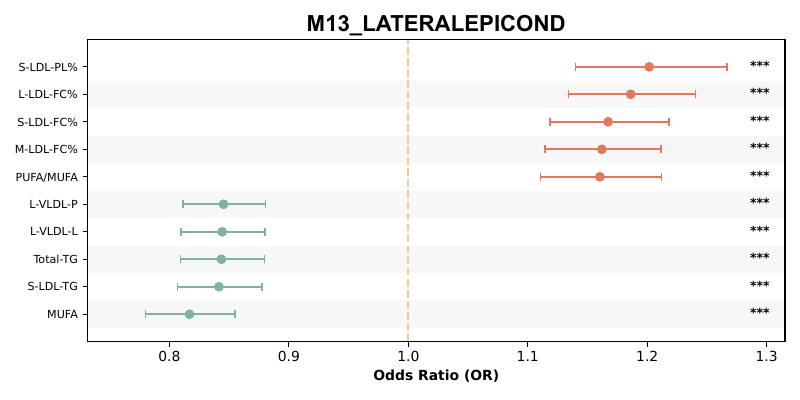 M13_LATERALEPICOND
S-LDL-PL% ***
L-LDL-FC% ***
S-LDL-FC% ***
M-LDL-FC% ***
PUFA/MUFA ***
L-VLDL-P ***
L-VLDL-L ***
Total-TG ***
S-LDL-TG ***
MUFA ***
0.8 0.9 1.0 1.1 1.2 1.3
Odds Ratio (OR)